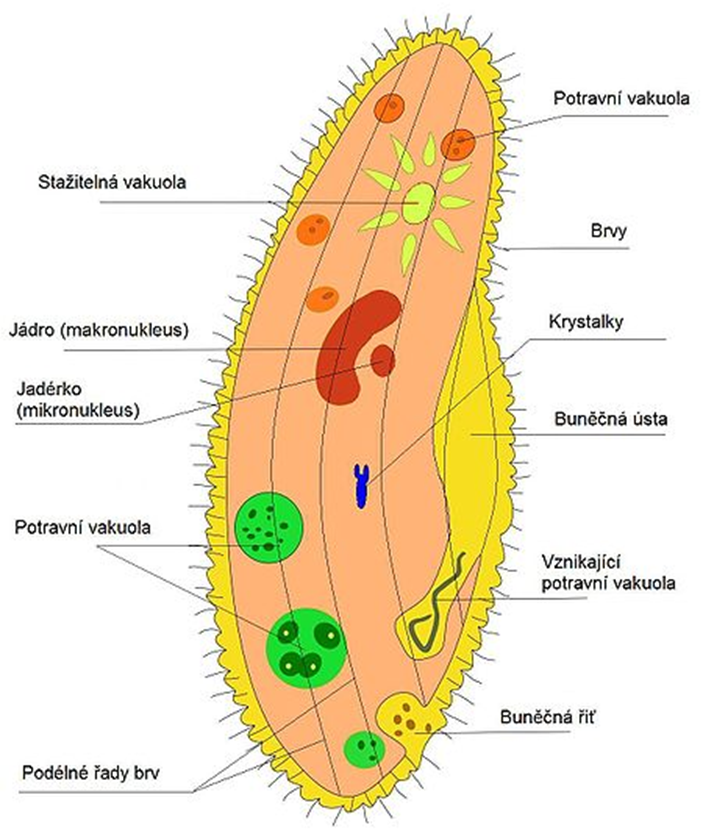 Potravní vakuola
Stažitelná vakuola
Brvy
Krystalky
Jádro (makronukleus)
Jadérko
(mikronukleus)
Buněčná ústa
Potravní vakuola
Vznikající
potravní vakuola
Buněčná řiť
Podélné řady brv